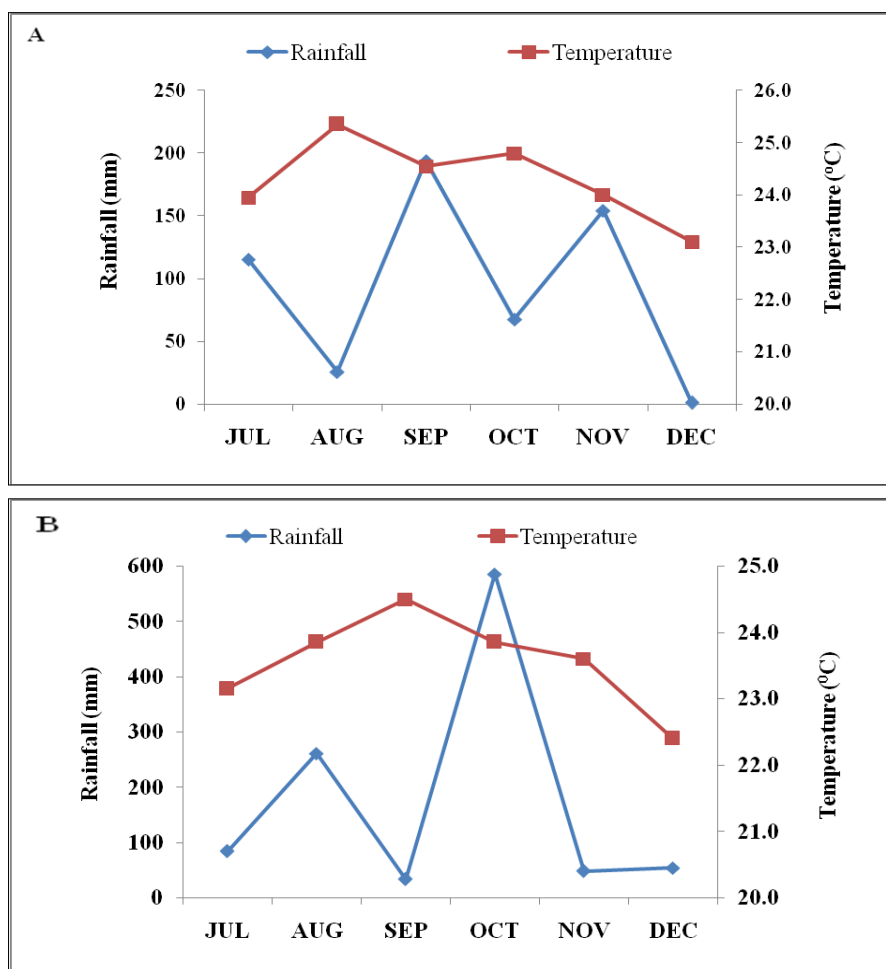 A
Rainfall Temperature
250 26.0
200 25.0
150 24.0
100 23.0
50 22.0
0 21.0
20.0
Rainfall (mm)
Temperature (⁰C)
JUL AUG SEP OCT NOV DEC
B
Rainfall Temperature
600 25.0
500 24.0
400 23.0
300 22.0
200 21.0
100 20.0
0
Rainfall (mm)
Temperature (⁰C)
JUL AUG SEP OCT NOV DEC